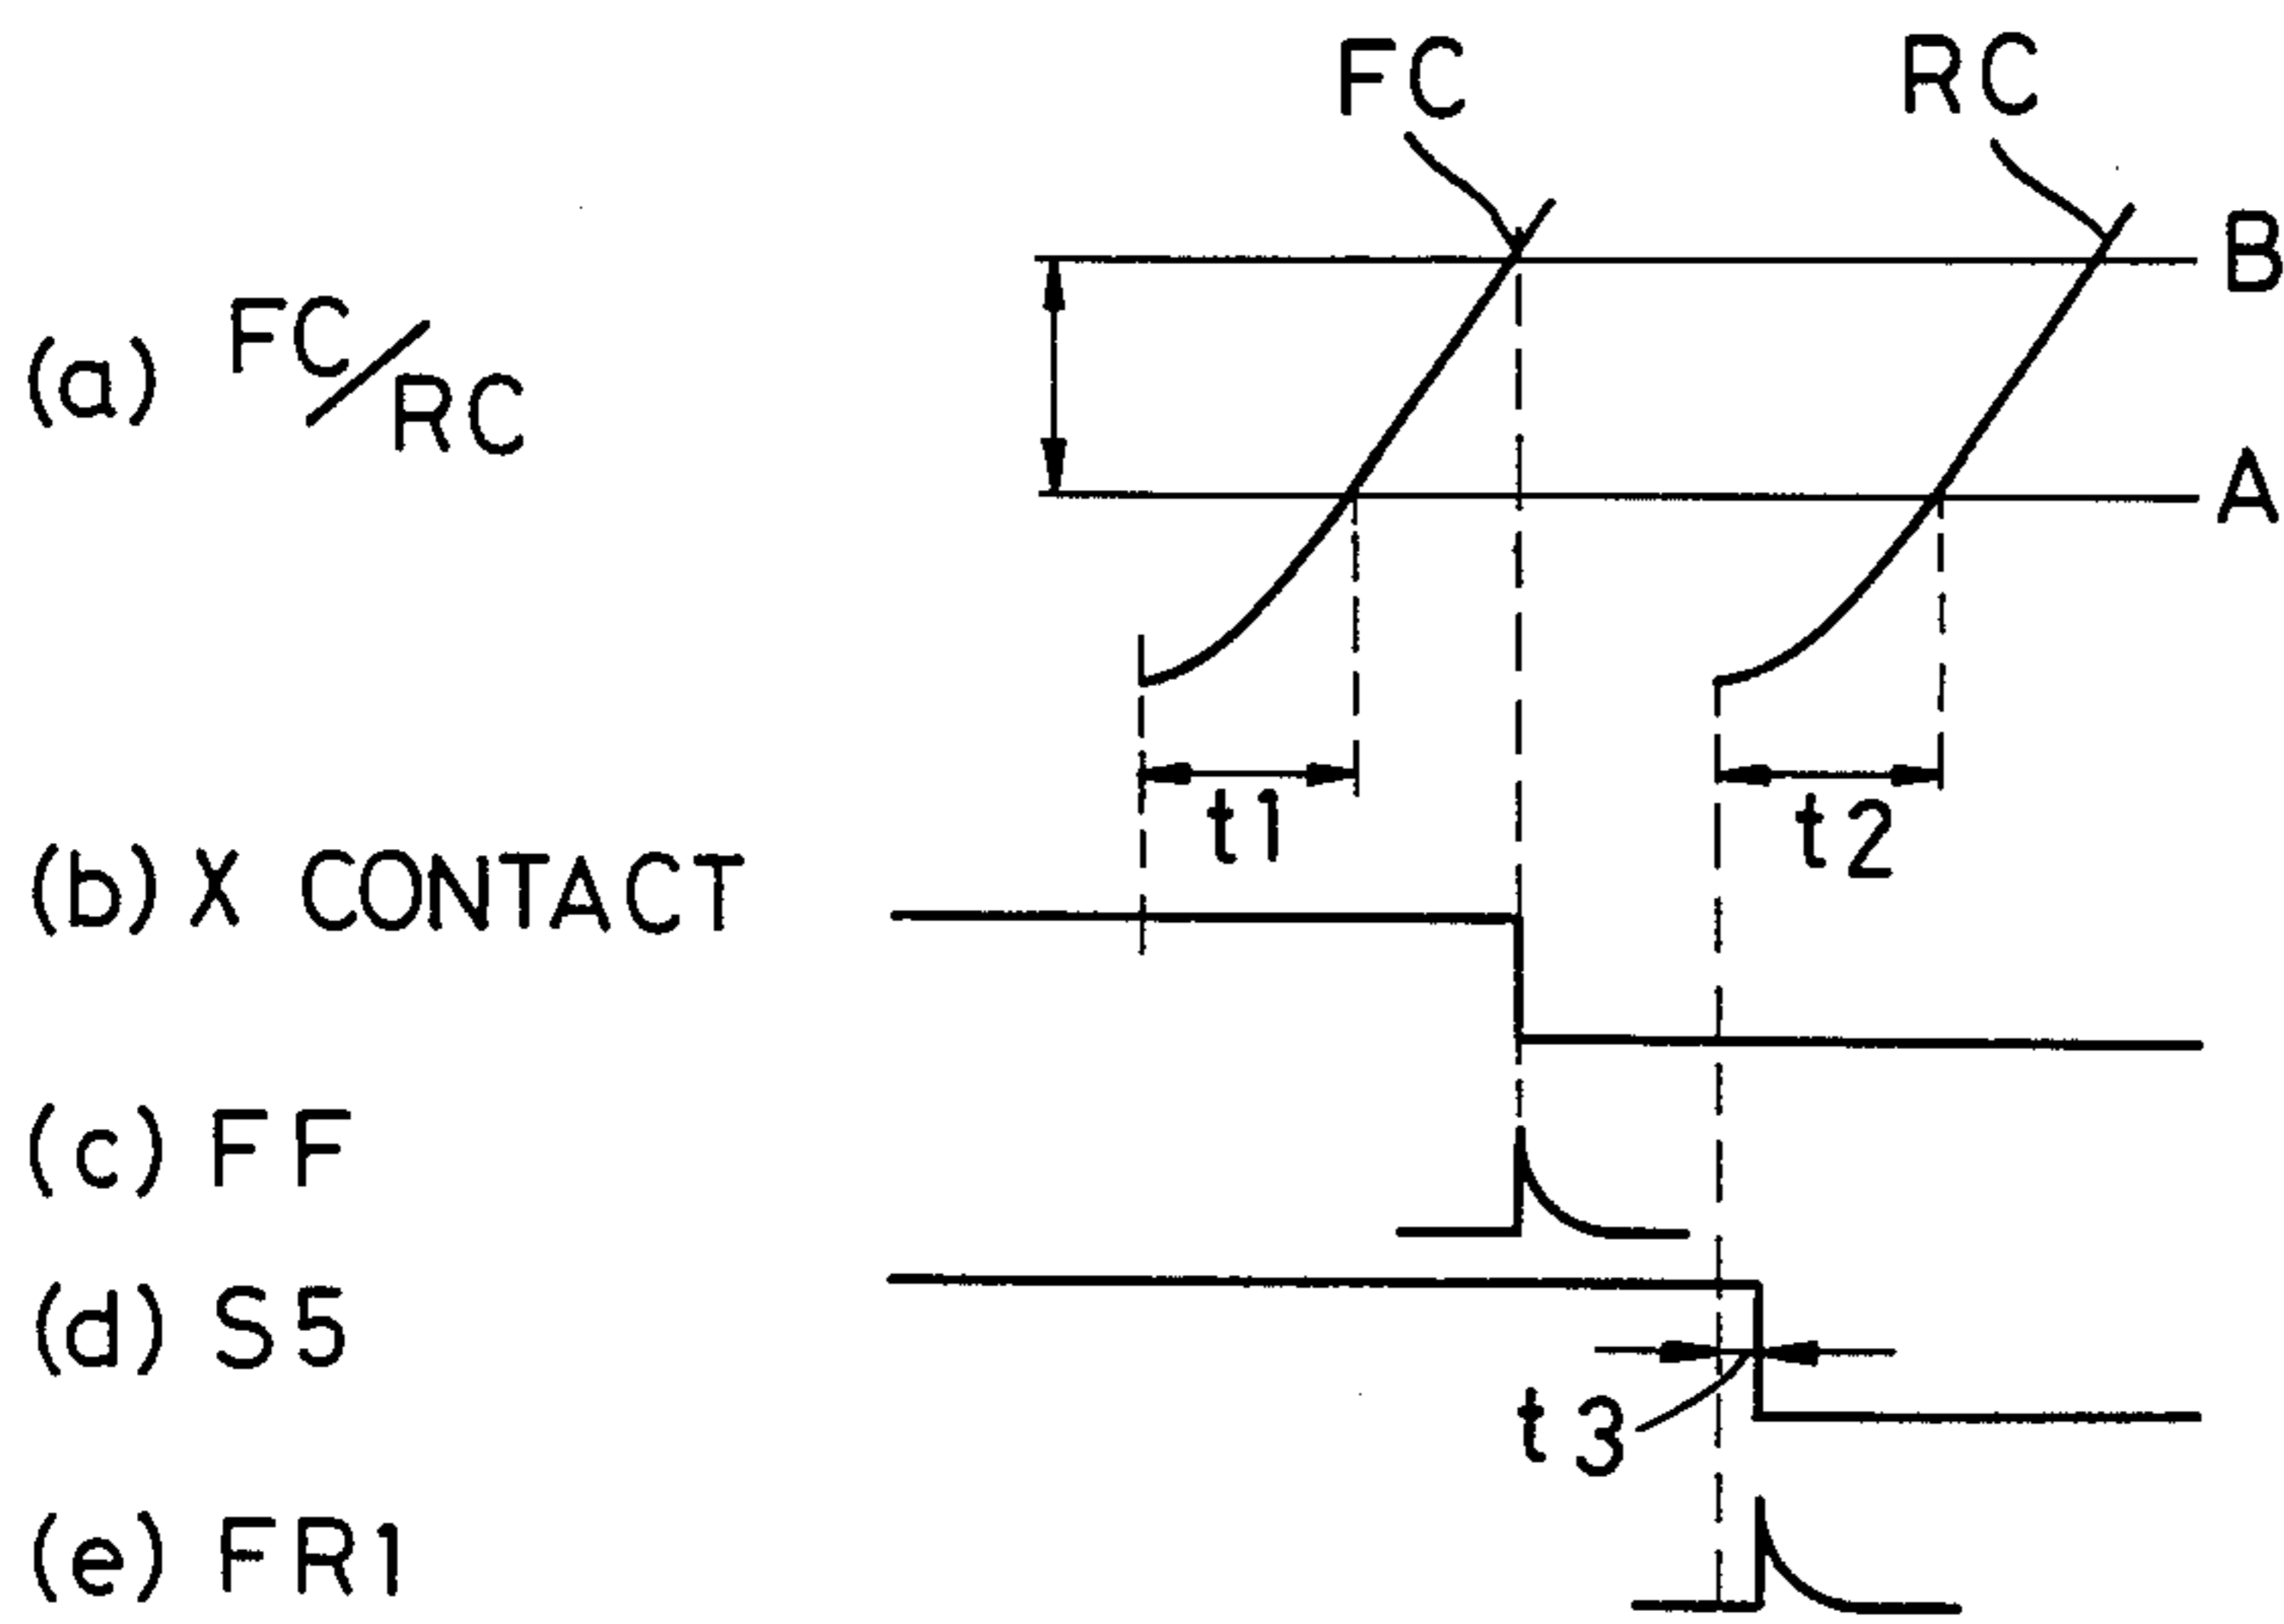 FC RC
B
(a) FC/RC
A
t1 t2
(b) X CONTACT
(c) FF
(d) S5
t3
(e) FR1